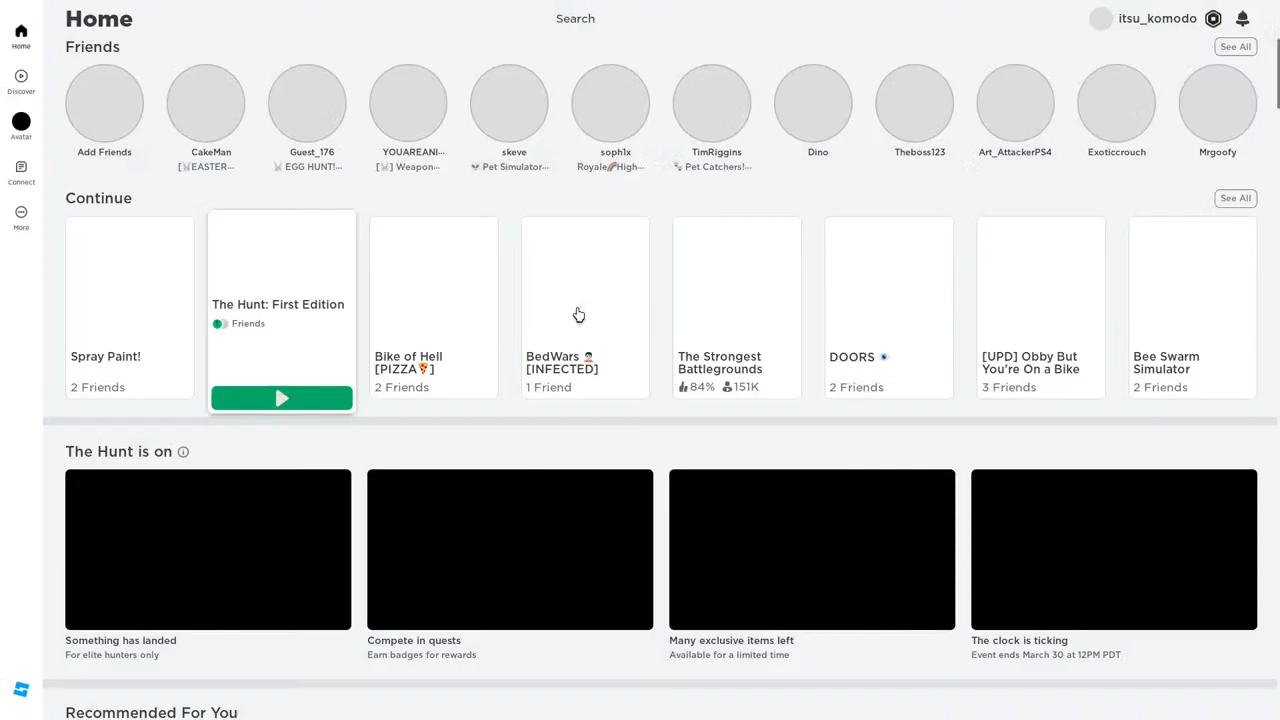 Home
Search
itsu_komodo
Home
Discover
Avatar
Connect
More
Friends
See All
Add Friends
CakeMan
[🐰EASTER···
Guest_176
🐰 EGG HUNT!···
YOUAREANI···
[🐰] Weapon···
skeve
Pet Simulator···
soph1x
Royale🌈High···
TimRiggins
🐾 Pet Catchers!···
Dino
Theboss123
Art_AttackerPS4
Exoticcrouch
Mrgoofy
Continue
See All
Spray Paint!
2 Friends
The Hunt: First Edition
Friends
Bike of Hell
[PIZZA🍕]
2 Friends
BedWars
[INFECTED]
1 Friend
The Strongest
Battlegrounds
84% 151K
DOORS 👁
2 Friends
[UPD] Obby But
You're On a Bike
3 Friends
Bee Swarm
Simulator
2 Friends
The Hunt is on
Something has landed
For elite hunters only
Compete in quests
Earn badges for rewards
Many exclusive items left
Available for a limited time
The clock is ticking
Event ends March 30 at 12PM PDT
Recommended For You